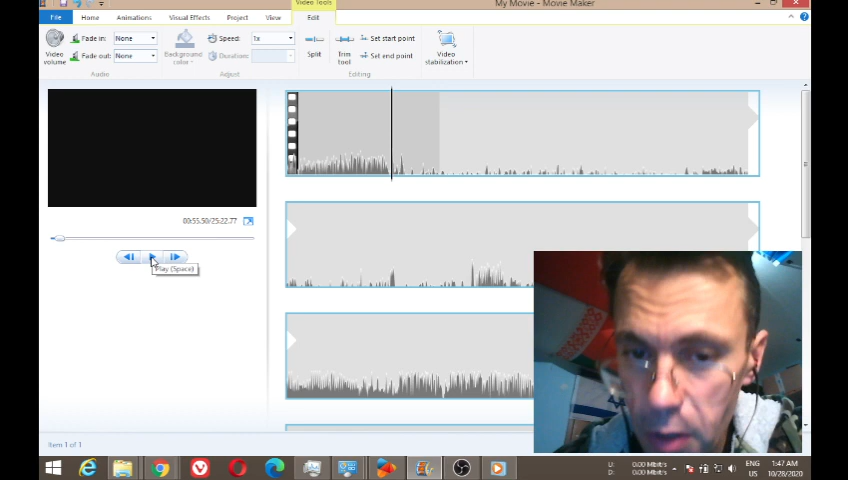 Video Tools
My Movie - Movie Maker
File Home Animations Visual Effects Project View Edit
Fade in: None
Speed: 1x
Set start point
Fade out: None
Duration:
Set end point
Video volume
Background color
Split
Trim tool
Video stabilization
Audio
Adjust
Editing
00:55.50/25:22.77
Play (Space)
Item 1 of 1
U: 0.00 Mbit/s
D: 0.00 Mbit/s
ENG
US
1:47 AM
10/28/2020